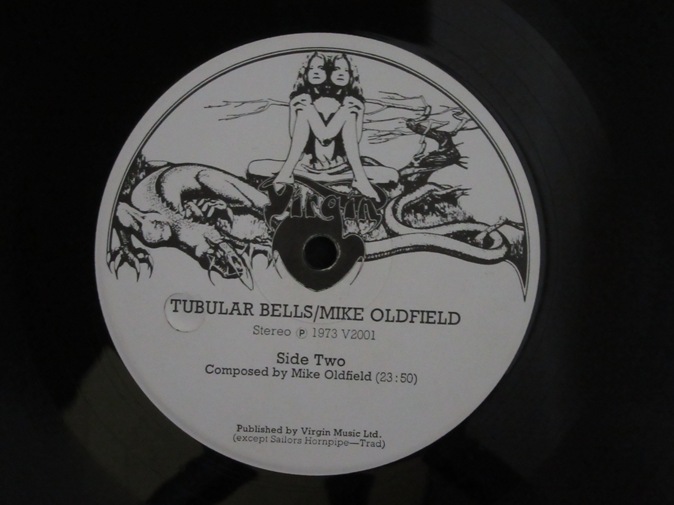 Virgin
TUBULAR BELLS/MIKE OLDFIELD
Stereo Ⓟ 1973 V2001
Side Two
Composed by Mike Oldfield (23:50)
Published by Virgin Music Ltd.
(except Sailors Hornpipe—Trad)